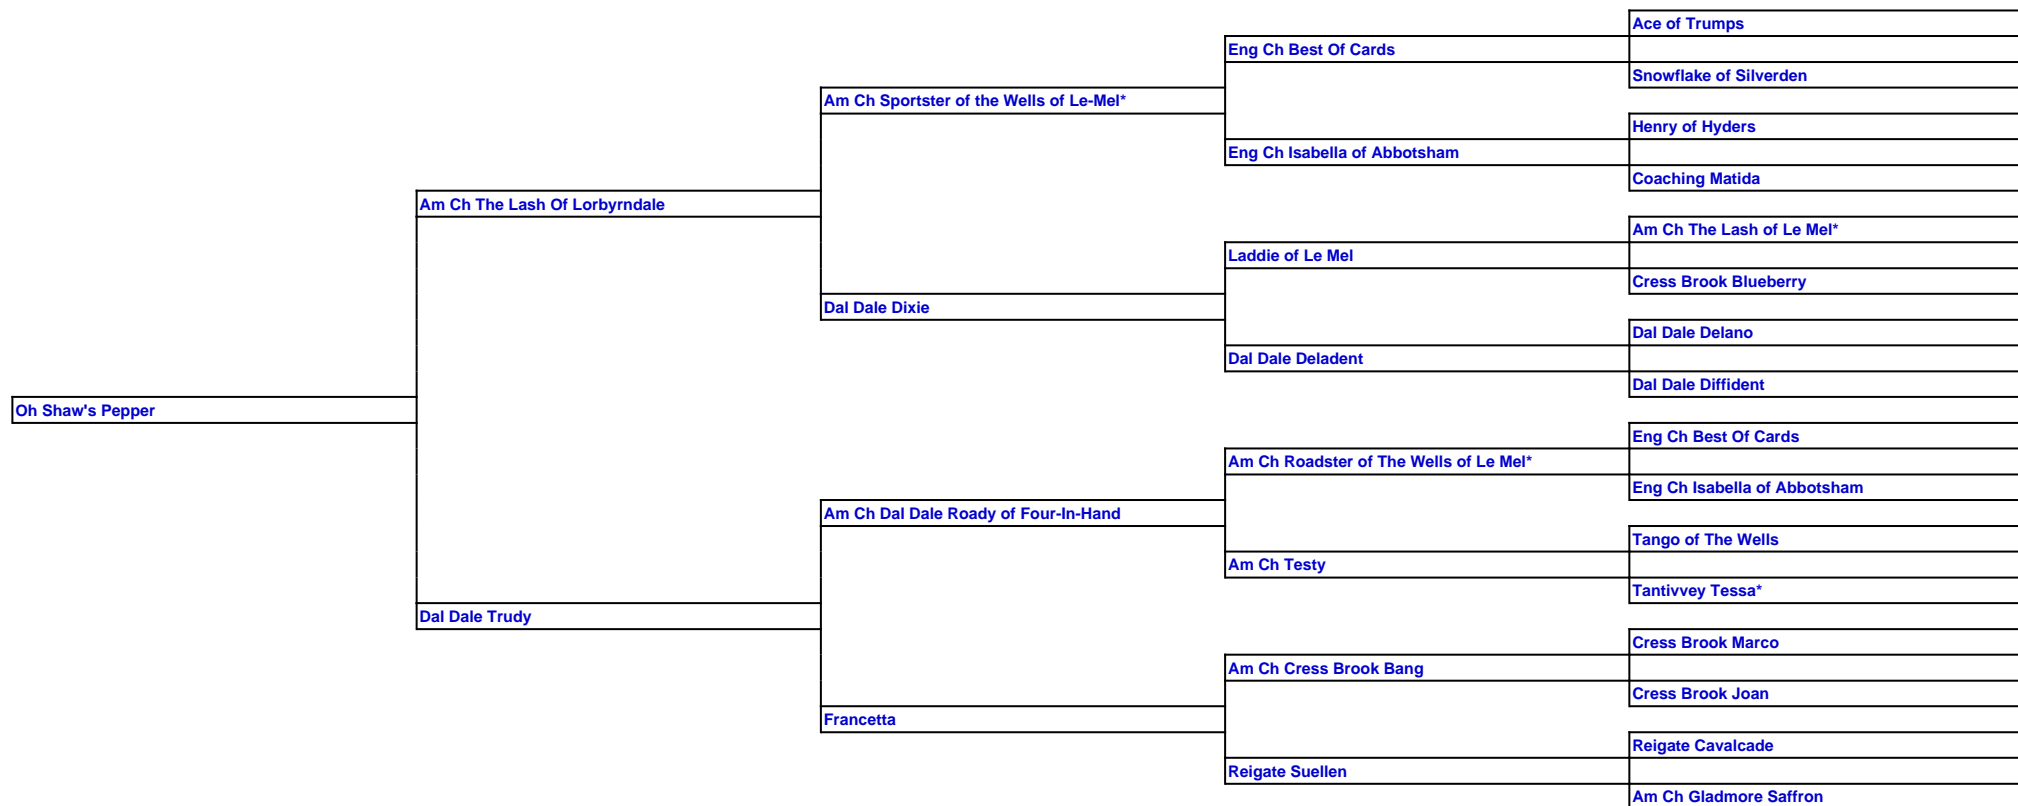 Ace of Trumps
Eng Ch Best Of Cards
Snowflake of Silverden
Am Ch Sportster of the Wells of Le-Mel*
Henry of Hyders
Eng Ch Isabella of Abbotsham
Coaching Matida
Am Ch The Lash Of Lorbyrndale
Am Ch The Lash of Le Mel*
Laddie of Le Mel
Cress Brook Blueberry
Dal Dale Dixie
Dal Dale Delano
Dal Dale Deladent
Dal Dale Diffident
Oh Shaw's Pepper
Eng Ch Best Of Cards
Am Ch Roadster of The Wells of Le Mel*
Eng Ch Isabella of Abbotsham
Am Ch Dal Dale Roady of Four-In-Hand
Tango of The Wells
Am Ch Testy
Tantivvey Tessa*
Dal Dale Trudy
Cress Brook Marco
Am Ch Cress Brook Bang
Cress Brook Joan
Francetta
Reigate Cavalcade
Reigate Suellen
Am Ch Gladmore Saffron